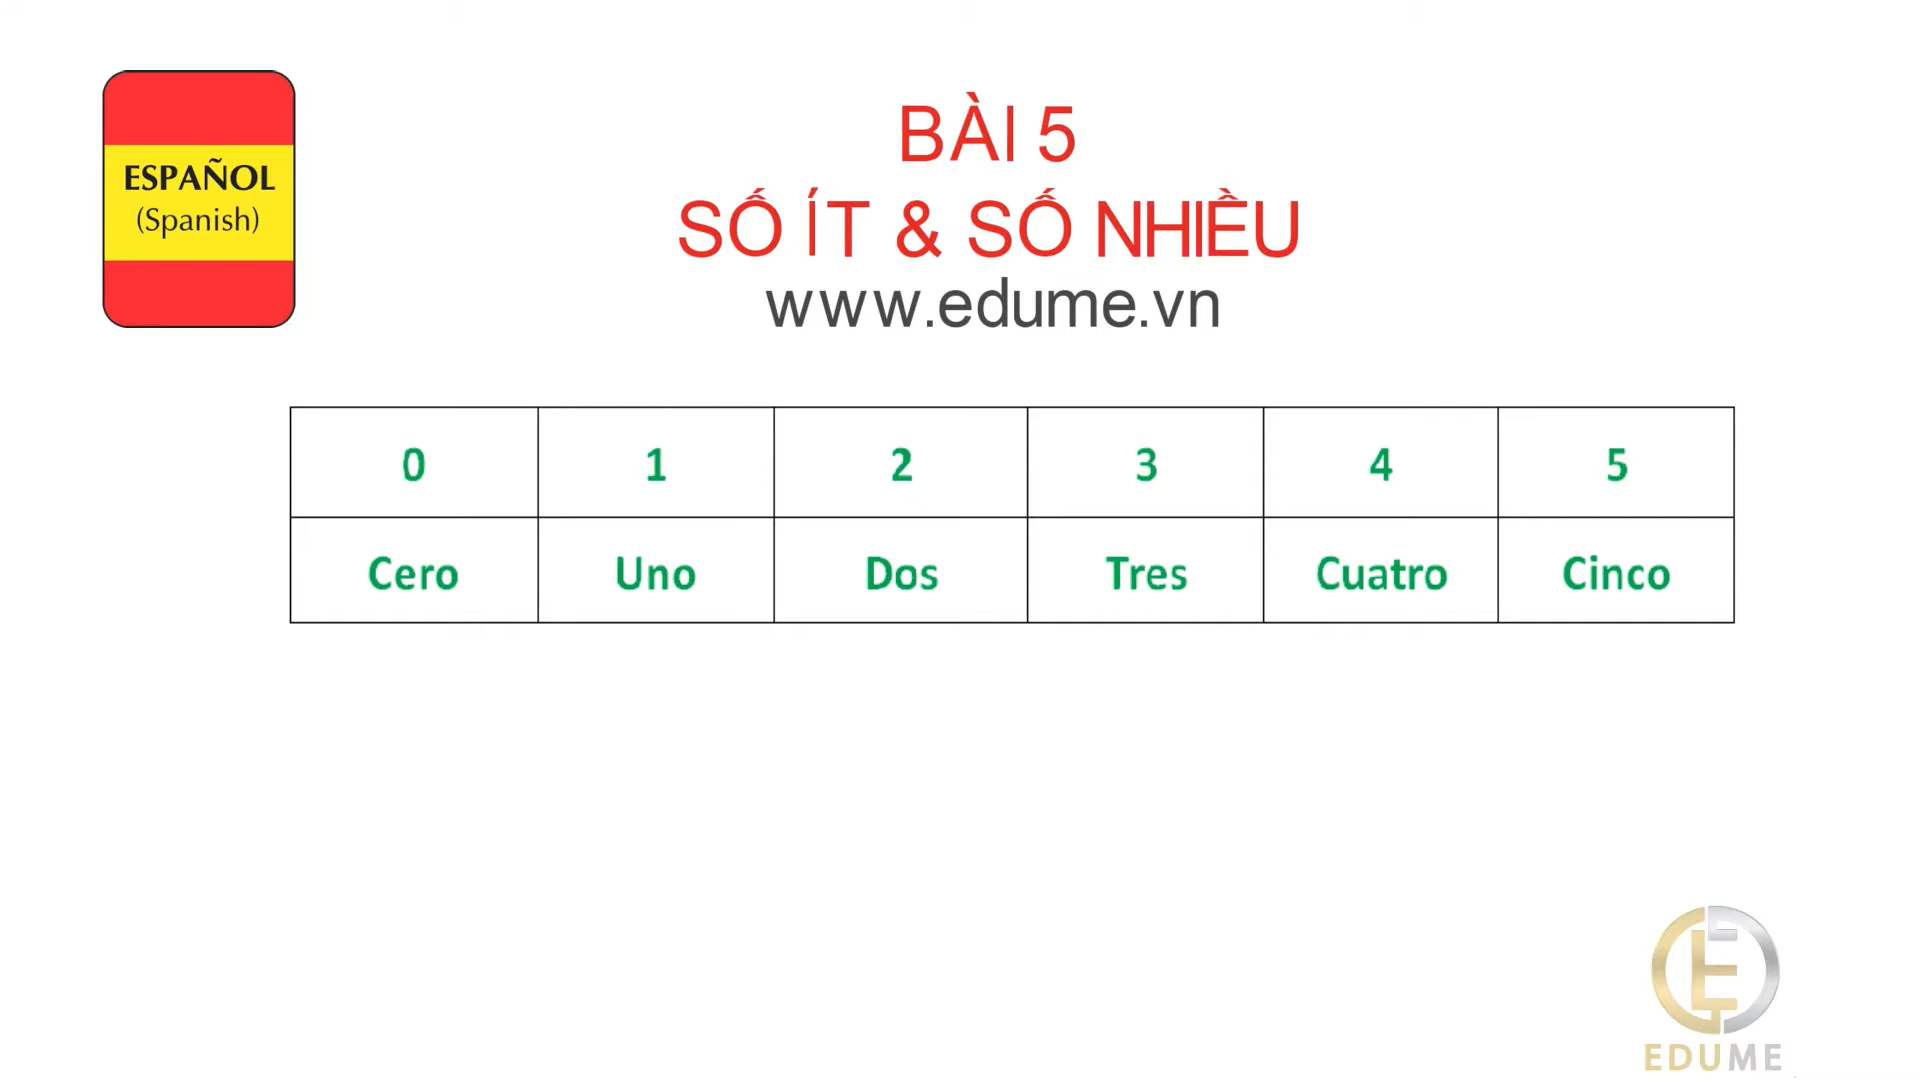 ESPAÑOL
(Spanish)
BÀI 5
SỐ ÍT & SỐ NHIỀU
www.edume.vn
0 1 2 3 4 5
Cero Uno Dos Tres Cuatro Cinco
EDUME